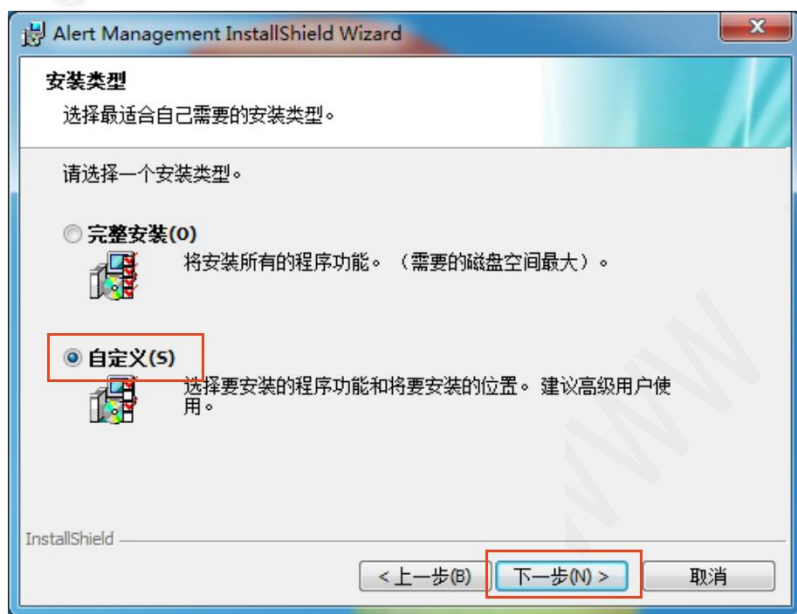 Alert Management InstallShield Wizard
安装类型
选择最适合自己需要的安装类型。
请选择一个安装类型。
完整安装(O)
将安装所有的程序功能。（需要的磁盘空间最大）。
自定义(S)
选择要安装的程序功能和将要安装的位置。建议高级用户使
用。
InstallShield
<上一步(B)
下一步(N) >
取消